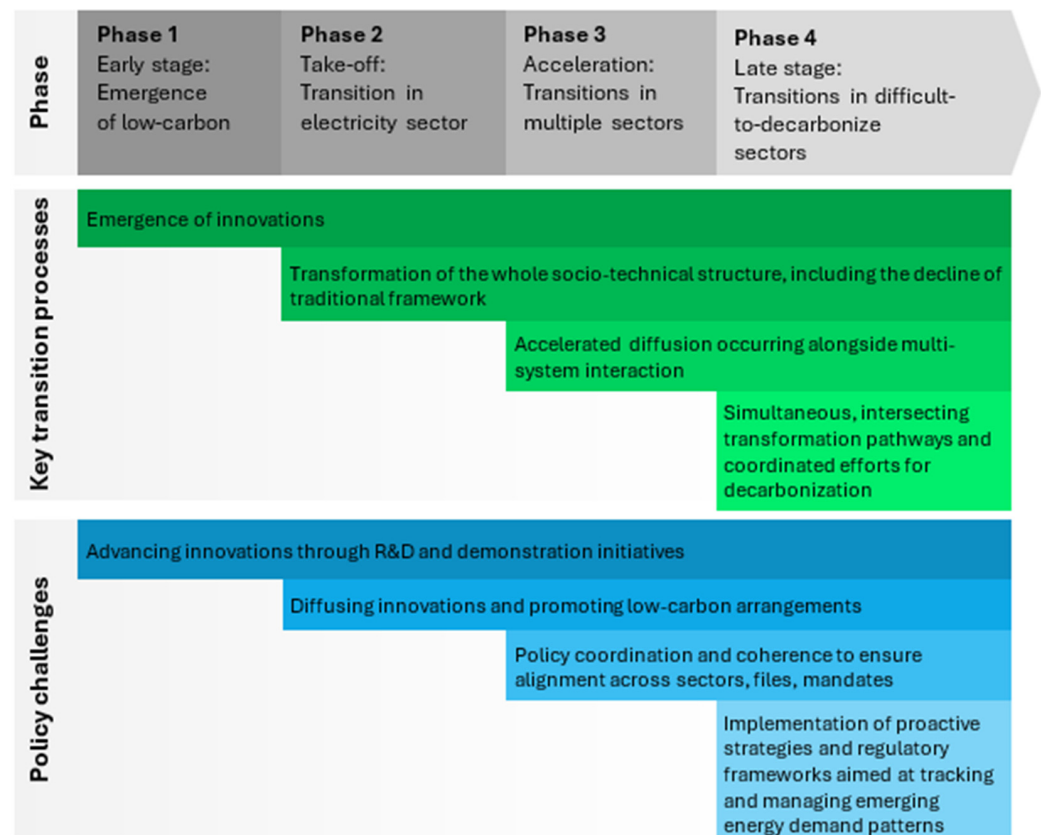 Phase
Phase 1
Early stage:
Emergence
of low-carbon
Phase 2
Take-off:
Transition in
electricity sector
Phase 3
Acceleration:
Transitions in
multiple sectors
Phase 4
Late stage:
Transitions in difficult-
to-decarbonize
sectors
Key transition processes
Emergence of innovations
Transformation of the whole socio-technical structure, including the decline of
traditional framework
Accelerated diffusion occurring alongside multi-
system interaction
Simultaneous, intersecting
transformation pathways and
coordinated efforts for
decarbonization
Policy challenges
Advancing innovations through R&D and demonstration initiatives
Diffusing innovations and promoting low-carbon arrangements
Policy coordination and coherence to ensure
alignment across sectors, files, mandates
Implementation of proactive
strategies and regulatory
frameworks aimed at tracking
and managing emerging
energy demand patterns